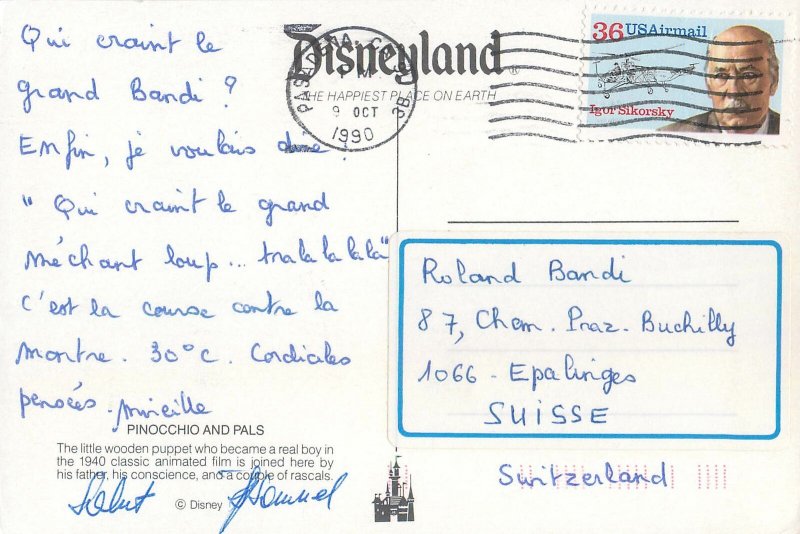 Qui craint le
grand Bandi ?
Enfin, je voulais dire :
" Qui craint le grand
méchant loup... tralalalala"
C'est la course contre la
montre. 30°C. Cordiales
pensées. Mireille
PINOCCHIO AND PALS
The little wooden puppet who became a real boy in
the 1940 classic animated film is joined here by
his father, his conscience, and a couple of rascals.
Salut
© Disney
Disneyland®
THE HAPPIEST PLACE ON EARTH
PASADENA, CA
PM
9 OCT
1990
3B
36 USAirmail
Igor Sikorsky
Roland Bandi
87, Chem. Praz-Buchilly
1066 - Epalinges
SUISSE
Switzerland